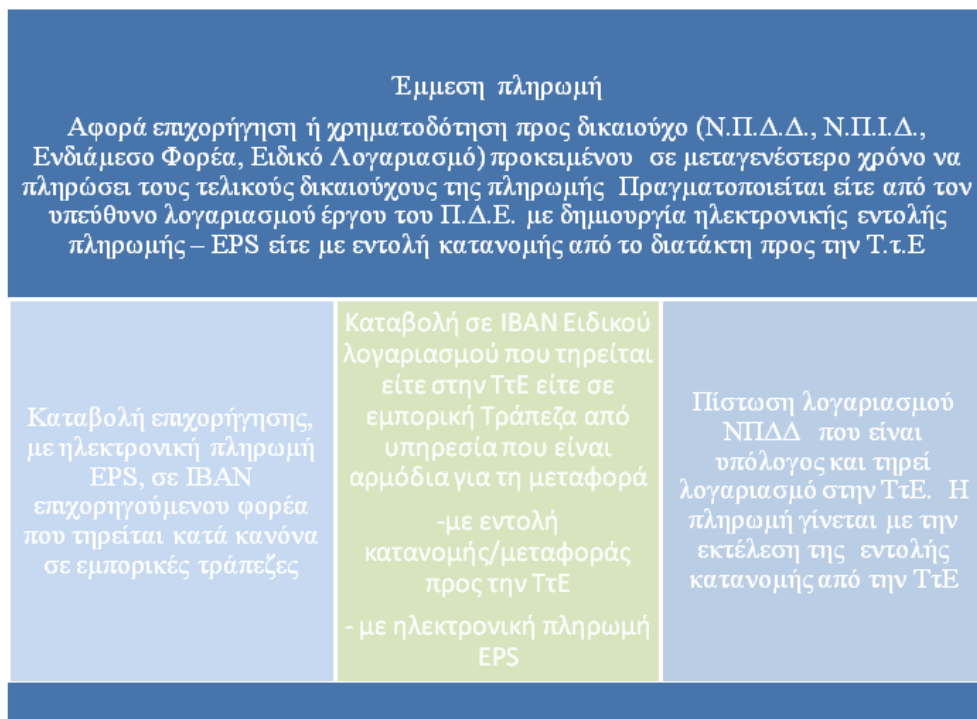 Έμμεση πληρωμή
Αφορά επιχορήγηση ή χρηματοδότηση προς δικαιούχο (Ν.Π.Δ.Δ., Ν.Π.Ι.Δ.,
Ενδιάμεσο Φορέα, Ειδικό Λογαριασμό) προκειμένου σε μεταγενέστερο χρόνο να
πληρώσει τους τελικούς δικαιούχους της πληρωμής Πραγματοποιείται είτε από τον
υπεύθυνο λογαριασμού έργου του Π.Δ.Ε. με δημιουργία ηλεκτρονικής εντολής
πληρωμής – EPS είτε με εντολή κατανομής από το διατάκτη προς την Τ.τ.Ε
Καταβολή επιχορήγησης,
με ηλεκτρονική πληρωμή
EPS, σε IBAN
επιχορηγούμενου φορέα
που τηρείται κατά κανόνα
σε εμπορικές τράπεζες
Καταβολή σε IBAN Ειδικού
λογαριασμού που τηρείται
είτε στην ΤτΕ είτε σε
εμπορική Τράπεζα από
υπηρεσία που είναι
αρμόδια για τη μεταφορά
-με εντολή
κατανομής/μεταφοράς
προς την ΤτΕ
- με ηλεκτρονική πληρωμή
EPS
Πίστωση λογαριασμού
ΝΠΔΔ που είναι
υπόλογος και τηρεί
λογαριασμό στην ΤτΕ. Η
πληρωμή γίνεται με την
εκτέλεση της εντολής
κατανομής από την ΤτΕ